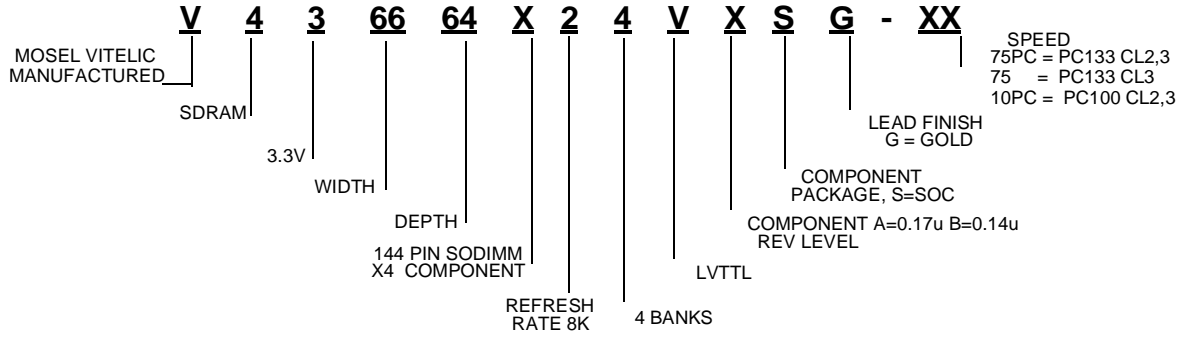 V 4 3 66 64 X 2 4 V X S G - XX
MOSEL VITELIC
MANUFACTURED
SDRAM
3.3V
WIDTH
DEPTH
144 PIN SODIMM
X4 COMPONENT
REFRESH
RATE 8K
4 BANKS
LVTTL
COMPONENT A=0.17u B=0.14u
REV LEVEL
COMPONENT
PACKAGE, S=SOC
LEAD FINISH
G = GOLD
SPEED
75PC = PC133 CL2,3
75 = PC133 CL3
10PC = PC100 CL2,3